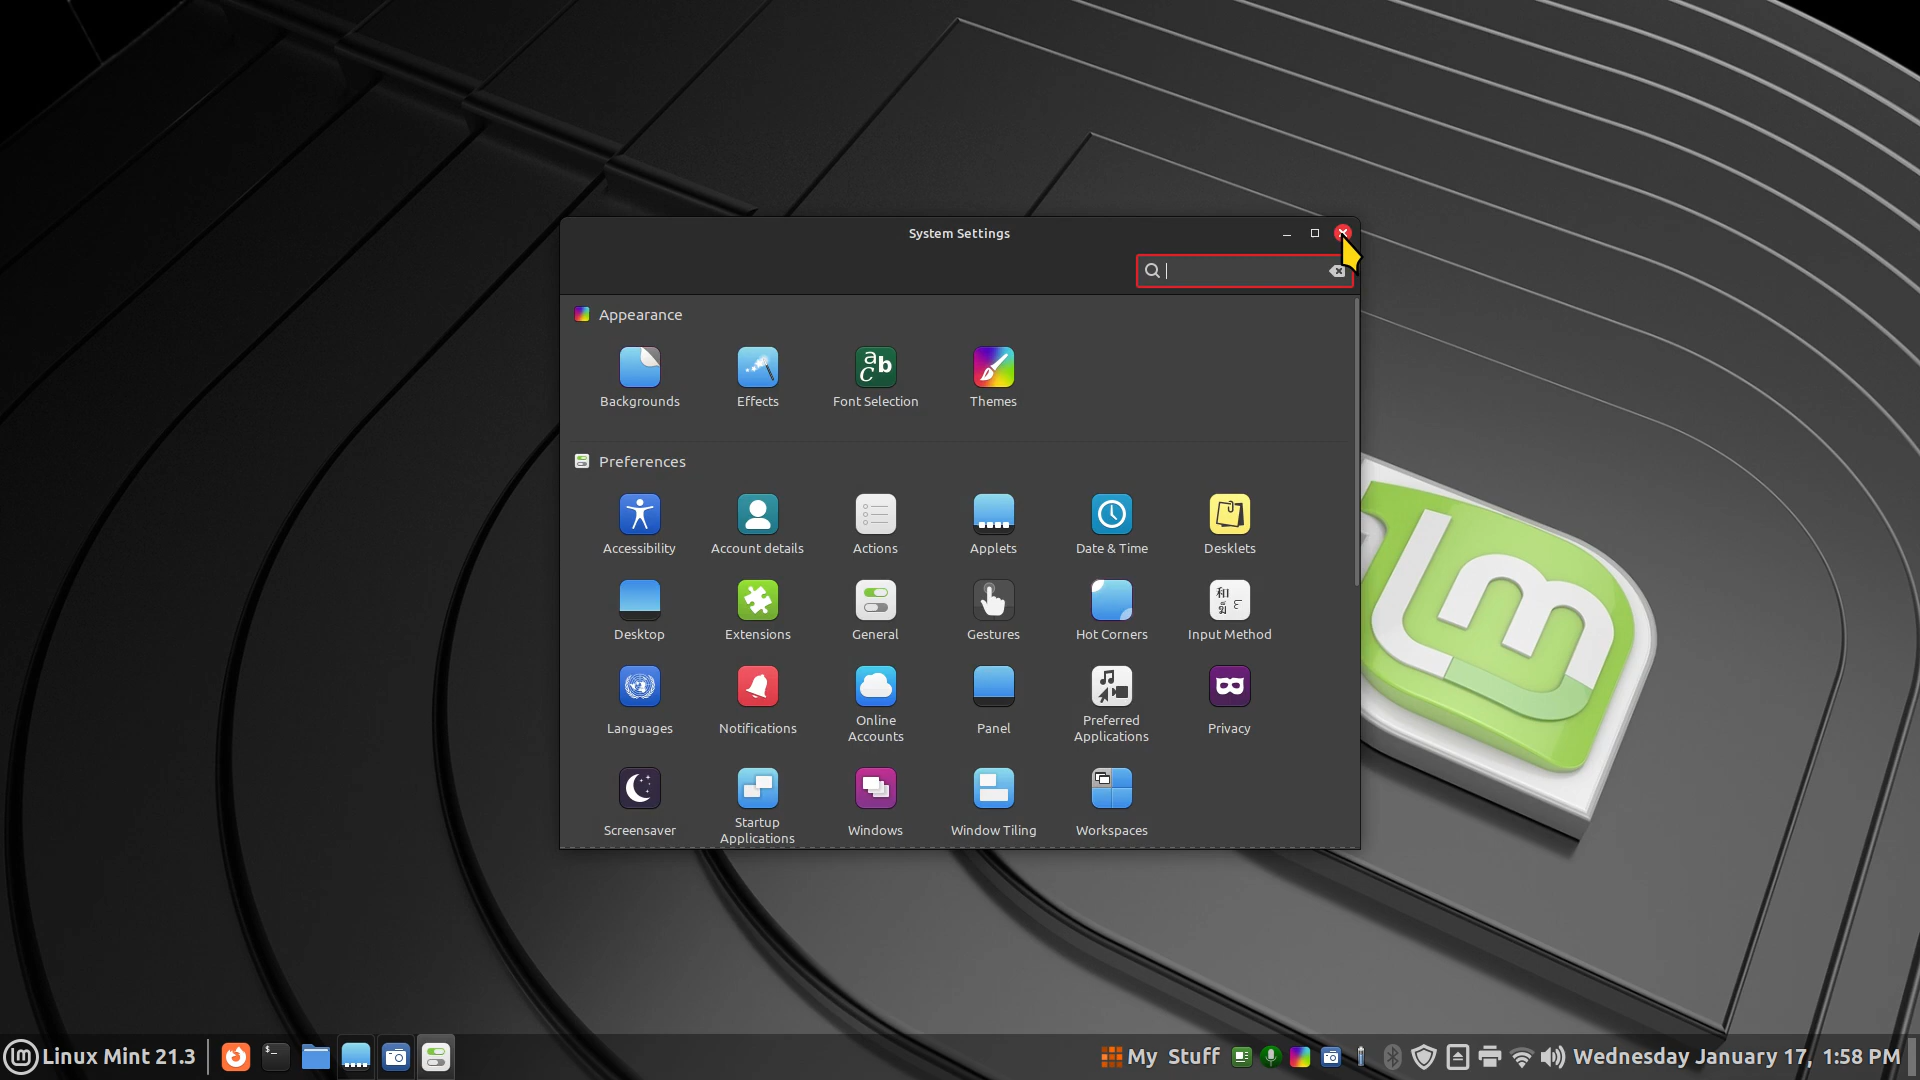 System Settings
Appearance
Backgrounds
Effects
Font Selection
Themes
Preferences
Accessibility
Account details
Actions
Applets
Date & Time
Desklets
Desktop
Extensions
General
Gestures
Hot Corners
Input Method
Languages
Notifications
Online
Accounts
Panel
Preferred
Applications
Privacy
Screensaver
Startup
Applications
Windows
Window Tiling
Workspaces
Linux Mint 21.3
My Stuff
Wednesday January 17, 1:58 PM